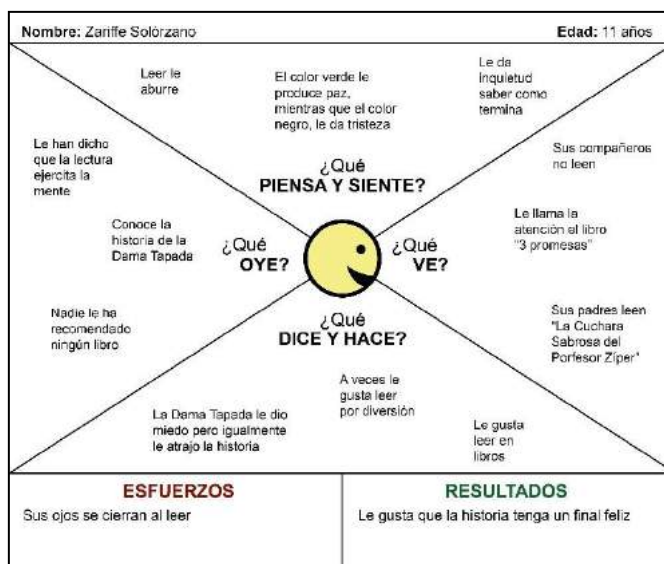 Nombre: Zariffe Solórzano
Edad: 11 años
Leer le
aburre
El color verde le
produce paz,
mientras que el color
negro, le da tristeza
Le da
inquietud
saber como
termina
¿Qué
PIENSA Y SIENTE?
Le han dicho
que la lectura
ejercita la
mente
Conoce la
historia de la
Dama Tapada
Nadie le ha
recomendado
ningún libro
¿Qué
OYE?
¿Qué
VE?
Sus compañeros
no leen
Le llama la
atención el libro
"3 promesas"
Sus padres leen
"La Cuchara
Sabrosa del
Porfesor Zíper"
¿Qué
DICE Y HACE?
A veces le
gusta leer
por diversión
La Dama Tapada le dio
miedo pero igualmente
le atrajo la historia
Le gusta
leer en
libros
ESFUERZOS
Sus ojos se cierran al leer
RESULTADOS
Le gusta que la historia tenga un final feliz